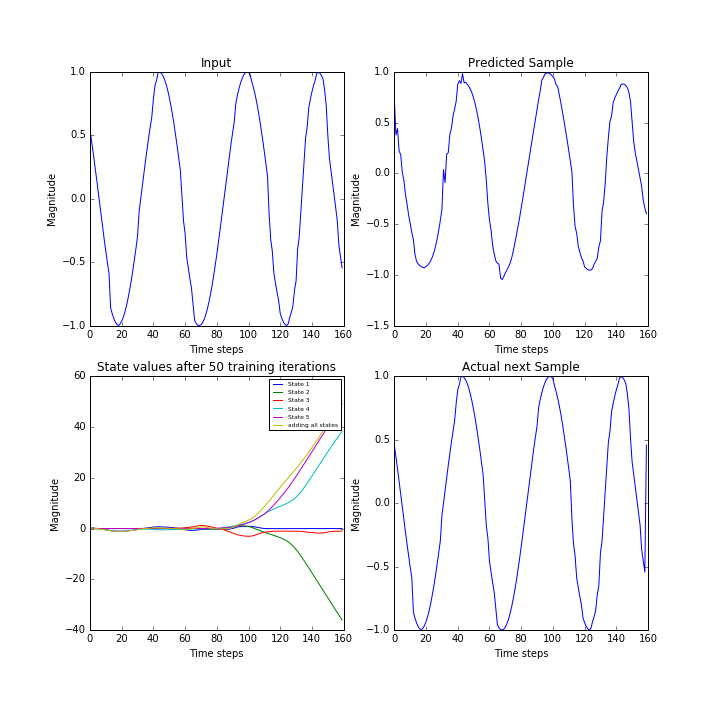 Input
Magnitude
1.0
0.5
0.0
−0.5
−1.0
0 20 40 60 80 100 120 140 160
Time steps
Predicted Sample
Magnitude
1.0
0.5
0.0
−0.5
−1.0
−1.5
0 20 40 60 80 100 120 140 160
Time steps
State values after 50 training iterations
Magnitude
60
40
20
0
−20
−40
State 1
State 2
State 3
State 4
State 5
adding all states
0 20 40 60 80 100 120 140 160
Time steps
Actual next Sample
Magnitude
1.0
0.5
0.0
−0.5
−1.0
0 20 40 60 80 100 120 140 160
Time steps